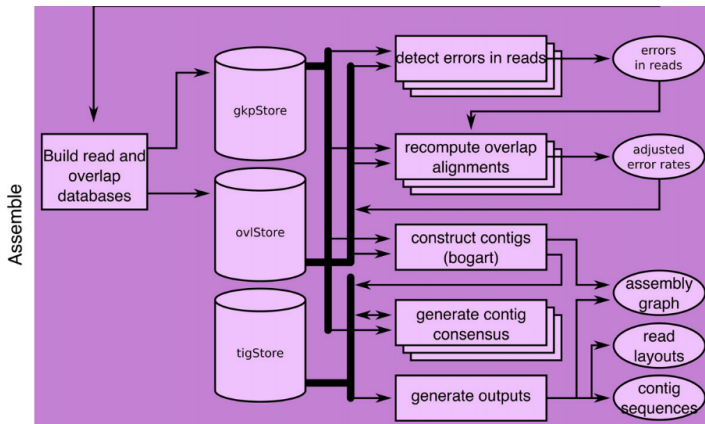 Assemble
Build read and
overlap
databases
gkpStore
ovlStore
tigStore
detect errors in reads
errors
in reads
recompute overlap
alignments
adjusted
error rates
construct contigs
(bogart)
assembly
graph
generate contig
consensus
read
layouts
generate outputs
contig
sequences